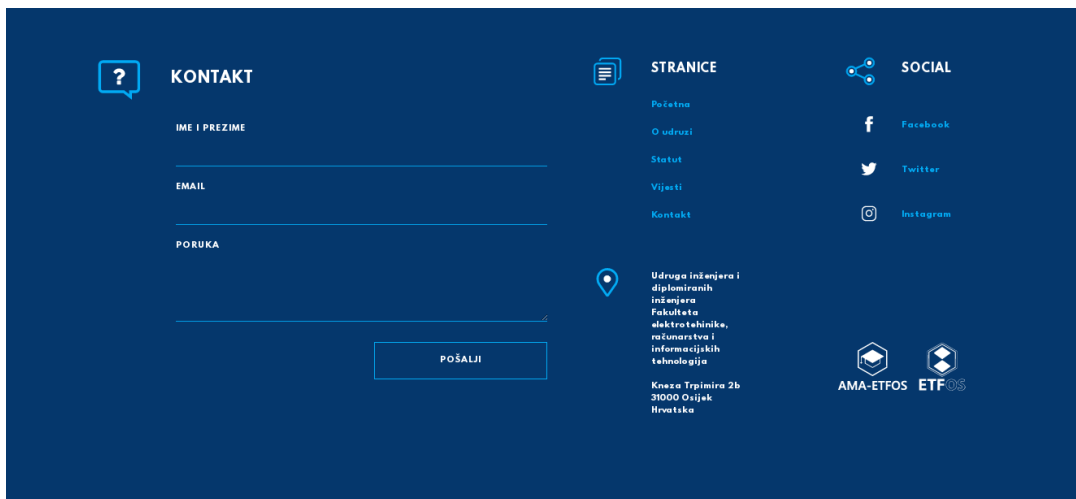 KONTAKT
IME I PREZIME
EMAIL
PORUKA
POŠALJI
STRANICE
Početna
O udruzi
Statut
Vijesti
Kontakt
Udruga inženjera i
diplomiranih
inženjera
Fakulteta
elektrotehinike,
računarstva i
informacijskih
tehnologija
Kneza Trpimira 2b
31000 Osijek
Hrvatska
SOCIAL
Facebook
Twitter
Instagram
AMA-ETFOS
ETFOS